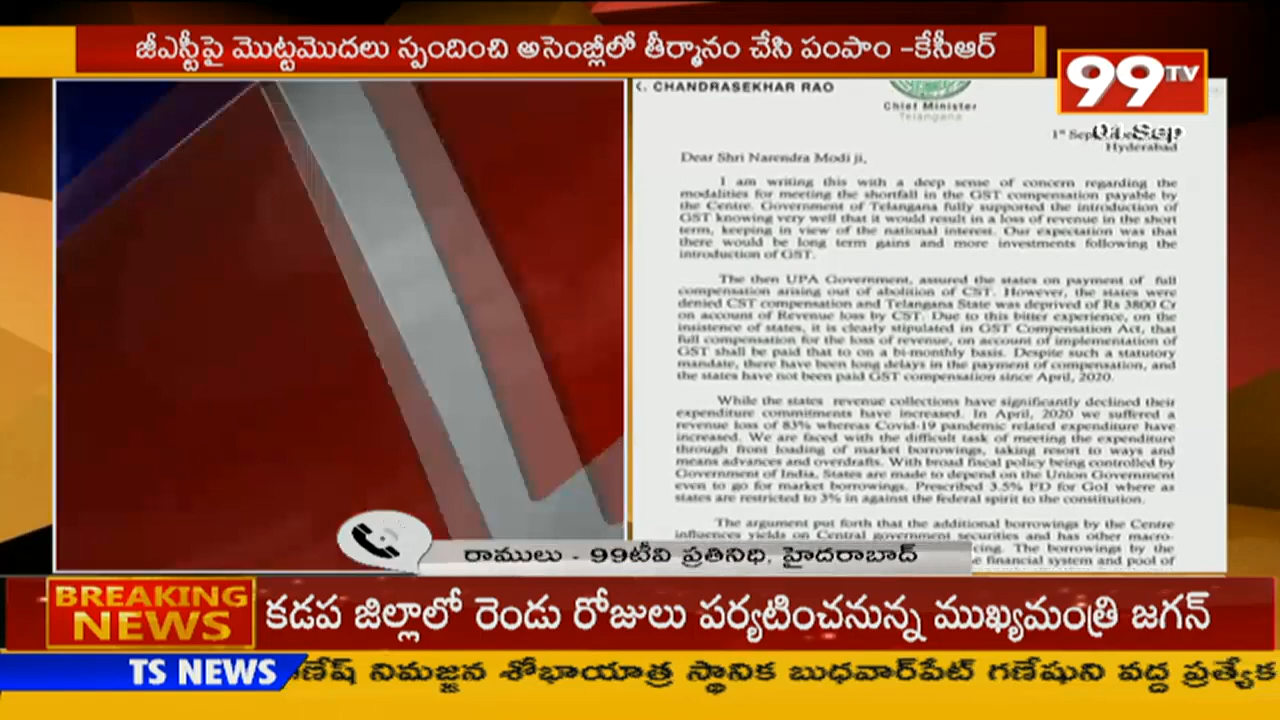 జీఎస్టీపై మొట్టమొదలు స్పందించి అసెంబ్లీలో తీర్మానం చేసి పంపాం -కేసీఆర్
99 TV
K. CHANDRASEKHAR RAO
Chief Minister
Telangana
01 Sep
Hyderabad
Dear Shri Narendra Modi ji,
I am writing this with a deep sense of concern regarding the
modalities for meeting the shortfall in the GST compensation payable by
the Centre. Government of Telangana fully supported the introduction of
GST knowing very well that it would result in a loss of revenue in the short
term, keeping in view of the national interest. Our expectation was that
there would be long term gains and more investments following the
introduction of GST.
The then UPA Government, assured the states on payment of full
compensation arising out of abolition of CST. However, the states were
denied CST compensation and Telangana State was deprived of Rs 3800 Cr
on account of Revenue loss by CST. Due to this bitter experience, on the
insistence of states, it is clearly stipulated in GST Compensation Act, that
full compensation for the loss of revenue, on account of implementation of
GST shall be paid that to on a bi-monthly basis. Despite such a statutory
mandate, there have been long delays in the payment of compensation, and
the states have not been paid GST compensation since April, 2020.
While the states revenue collections have significantly declined their
expenditure commitments have increased. In April, 2020 we suffered a
revenue loss of 83% whereas Covid-19 pandemic related expenditure have
increased. We are faced with the difficult task of meeting the expenditure
through front loading of market borrowings, taking resort to ways and
means advances and overdrafts. With broad fiscal policy being controlled by
Government of India, States are made to depend on the Union Government
even to go for market borrowings. Prescribed 3.5% FD for GoI where as
states are restricted to 3% in against the federal spirit to the constitution.
The argument put forth that the additional borrowings by the Centre
influences yields on Central government securities and has other macro-
The borrowings by the
financial system and pool of
రాములు - 99టీవి ప్రతినిధి, హైదరాబాద్
BREAKING NEWS
కడప జిల్లాలో రెండు రోజులు పర్యటించనున్న ముఖ్యమంత్రి జగన్
TS NEWS
ణేష్ నిమజ్జన శోభాయాత్ర స్థానిక బుధవార్‌పేట్ గణేషుని వద్ద ప్రత్యేక